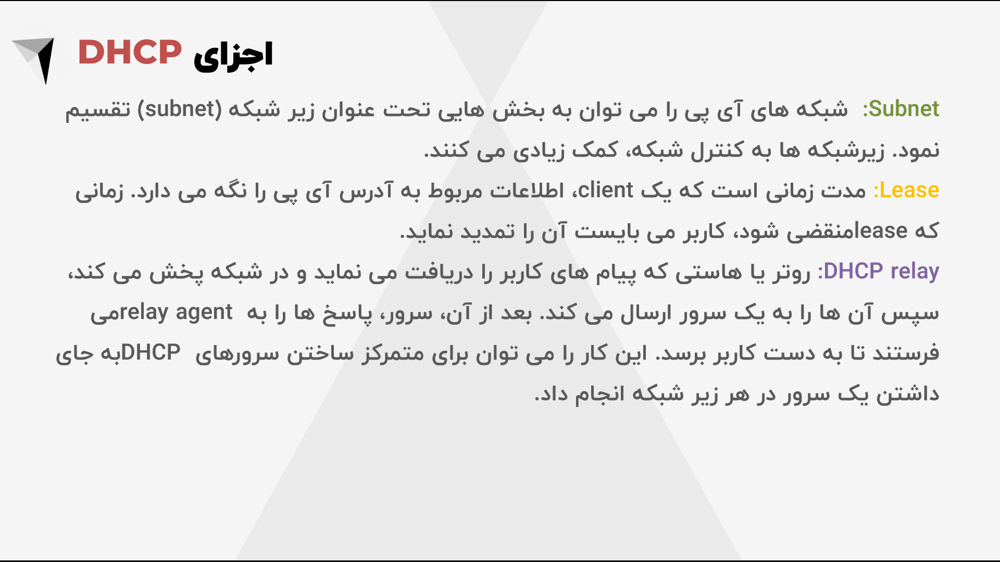 اجزای DHCP
Subnet: شبکه های آی پی را می توان به بخش هایی تحت عنوان زیر شبکه (subnet) تقسیم
نمود. زیرشبکه ها به کنترل شبکه، کمک زیادی می کنند.
Lease: مدت زمانی است که یک client، اطلاعات مربوط به آدرس آی پی را نگه می دارد. زمانی
که leaseمنقضی شود، کاربر می بایست آن را تمدید نماید.
DHCP relay: روتر یا هاستی که پیام های کاربر را دریافت می نماید و در شبکه پخش می کند،
سپس آن ها را به یک سرور ارسال می کند. بعد از آن، سرور، پاسخ ها را به relay agentمی
فرستند تا به دست کاربر برسد. این کار را می توان برای متمرکز ساختن سرورهای DHCPبه جای
داشتن یک سرور در هر زیر شبکه انجام داد.